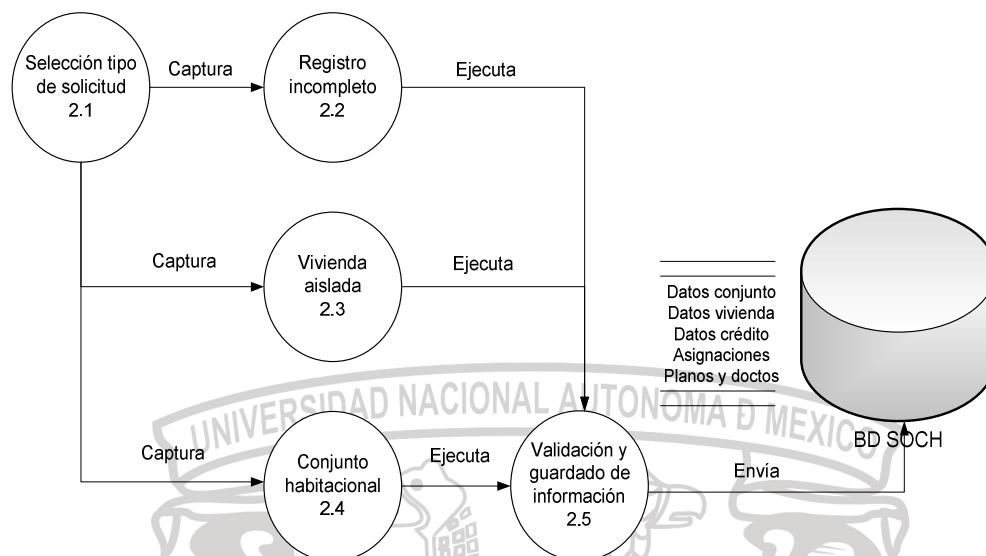 Selección tipo
de solicitud
2.1
Captura
Registro
incompleto
2.2
Ejecuta
Captura
Vivienda
aislada
2.3
Ejecuta
Datos conjunto
Datos vivienda
Datos crédito
Asignaciones
Planos y doctos
UNIVERSIDAD NACIONAL AUTONOMA Đ MEXICO
BD SOCH
Captura
Conjunto
habitacional
2.4
Ejecuta
Validación y
guardado de
información
2.5
Envía